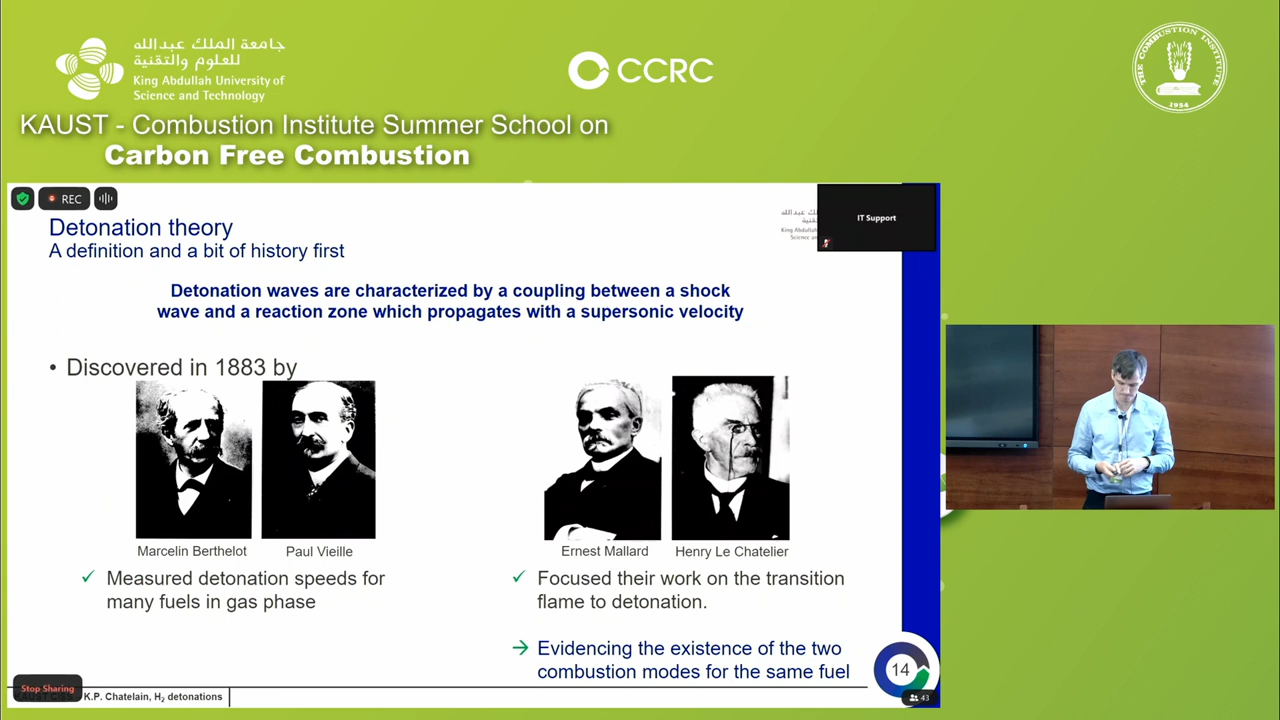 جامعة الملك عبدالله
للعلوم والتقنية
King Abdullah University of
Science and Technology
CCRC
THE COMBUSTION INSTITUTE
1954
KAUST - Combustion Institute Summer School on
Carbon Free Combustion
REC
IT Support
Detonation theory
A definition and a bit of history first
Detonation waves are characterized by a coupling between a shock
wave and a reaction zone which propagates with a supersonic velocity
• Discovered in 1883 by
Marcelin Berthelot
Paul Vieille
Ernest Mallard
Henry Le Chatelier
✓ Measured detonation speeds for
many fuels in gas phase
✓ Focused their work on the transition
flame to detonation.
→ Evidencing the existence of the two
combustion modes for the same fuel
14
43
Stop Sharing
K.P. Chatelain, H₂ detonations